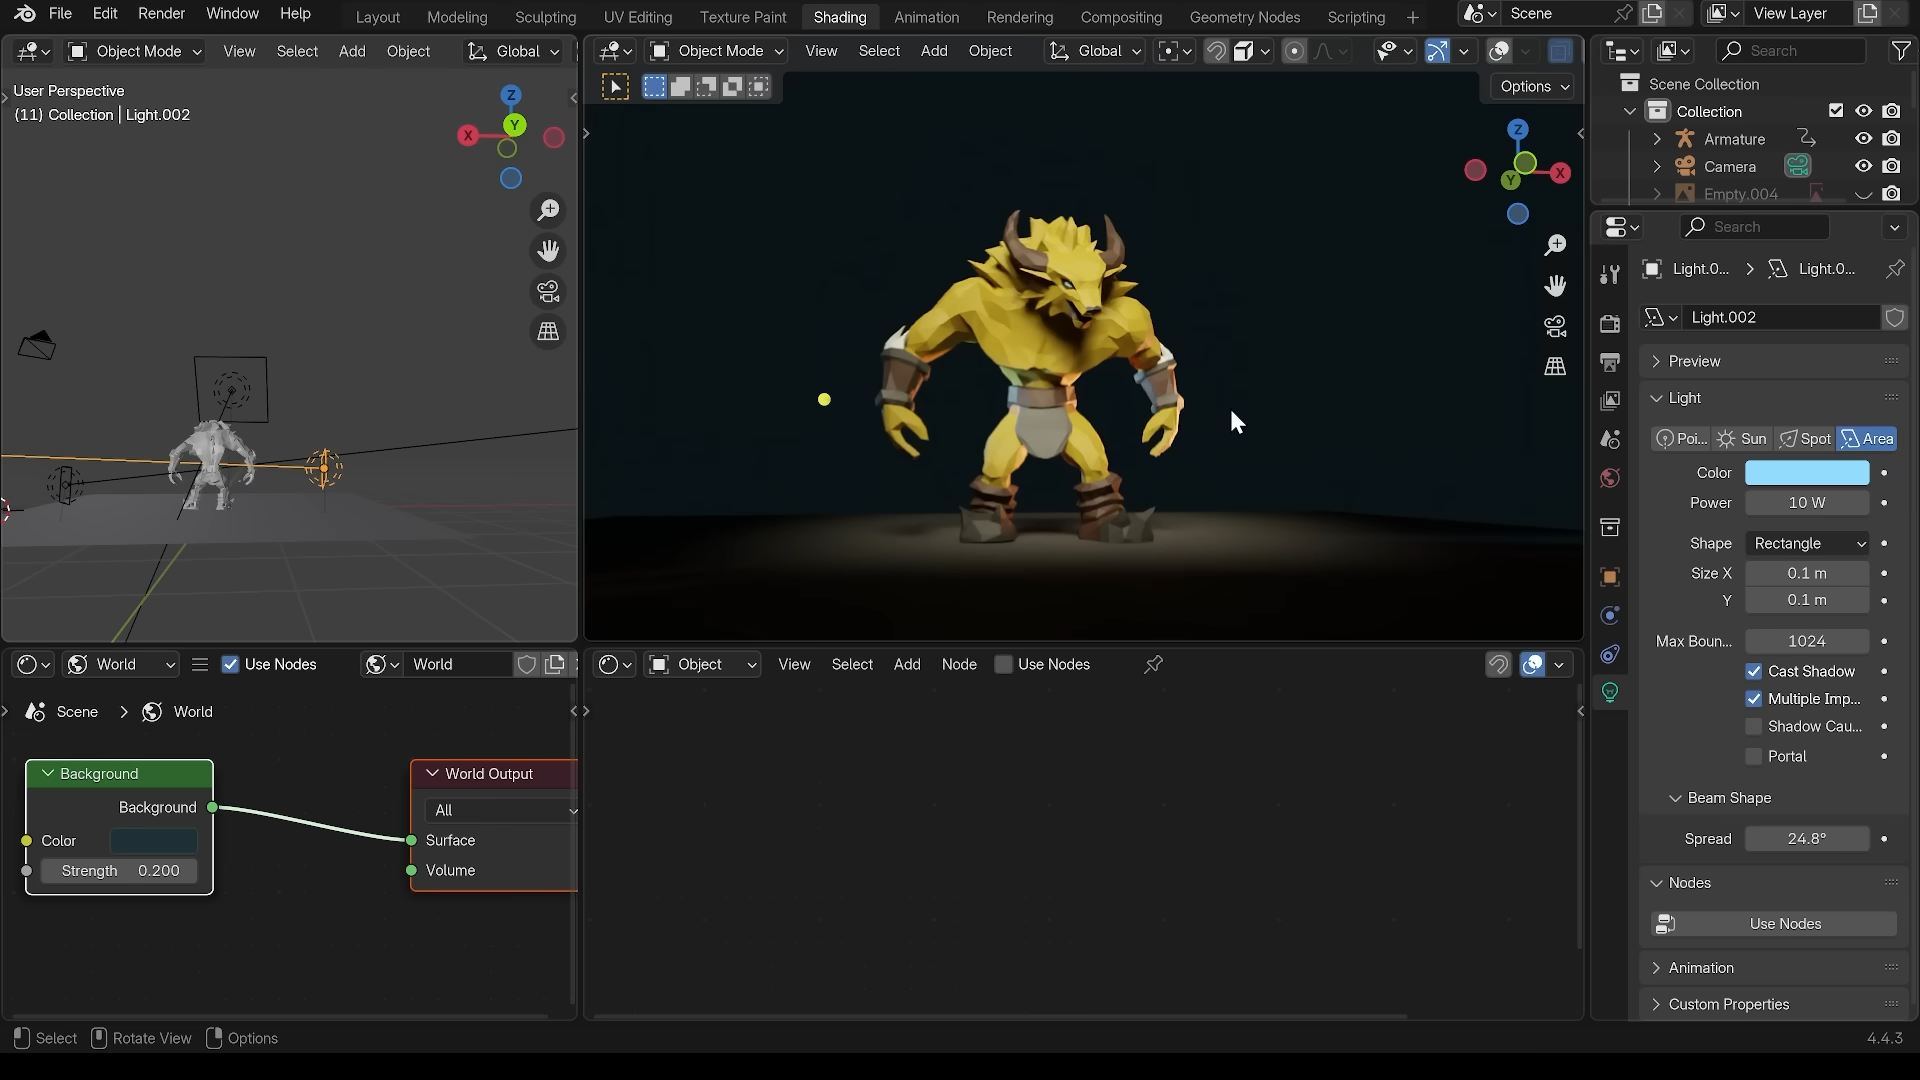 File Edit Render Window Help Layout Modeling Sculpting UV Editing Texture Paint Shading Animation Rendering Compositing Geometry Nodes Scripting + Scene View Layer
Object Mode View Select Add Object Global
Object Mode View Select Add Object Global
Search
User Perspective
(11) Collection | Light.002
Z
Y
X
Options
Z
X
Y
Scene Collection
Collection
Armature
Camera
Empty.004
Search
Light.0... Light.0...
Light.002
Preview
Light
Poi... Sun Spot Area
Color
Power 10 W
Shape Rectangle
Size X 0.1 m
Y 0.1 m
Max Boun... 1024
Cast Shadow
Multiple Imp...
Shadow Cau...
Portal
Beam Shape
Spread 24.8°
Nodes
Use Nodes
Animation
Custom Properties
World Use Nodes World
Scene World
Background
Background
Color
Strength 0.200
World Output
All
Surface
Volume
Object View Select Add Node Use Nodes
Select Rotate View Options
4.4.3